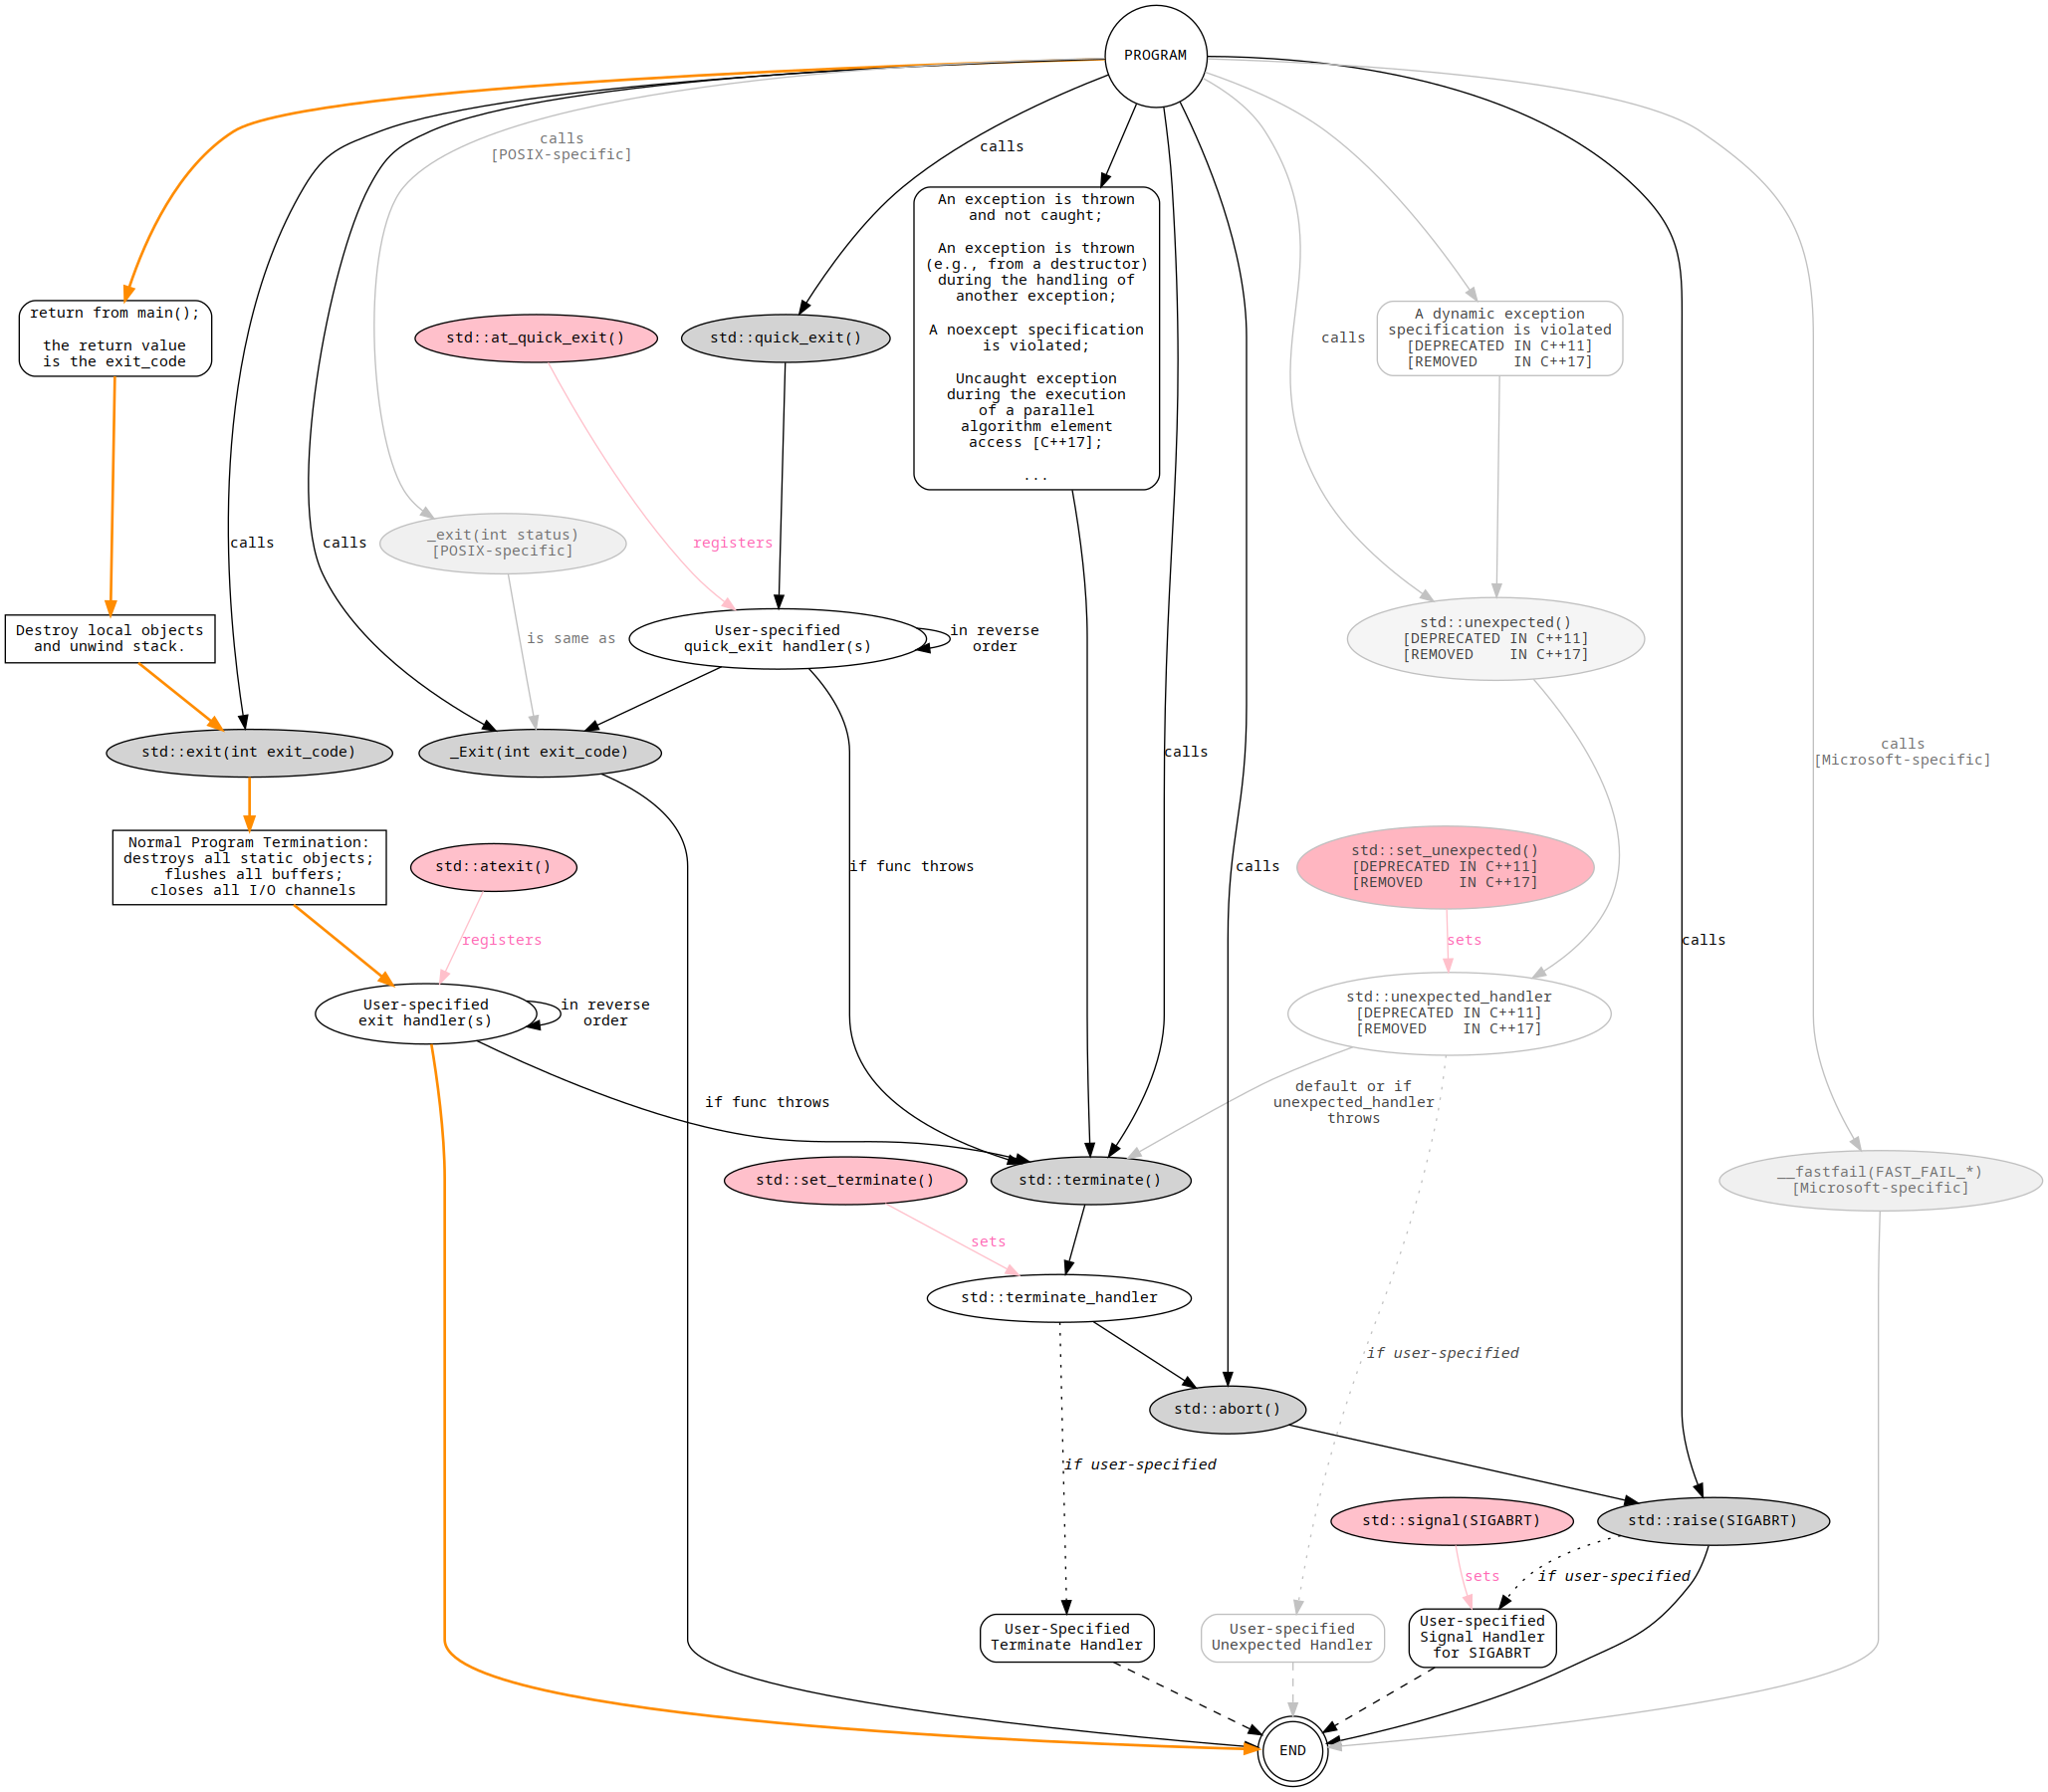 PROGRAM
calls
[POSIX-specific]
calls
An exception is thrown
and not caught;
An exception is thrown
(e.g., from a destructor)
during the handling of
another exception;
A noexcept specification
is violated;
Uncaught exception
during the execution
of a parallel
algorithm element
access [C++17];
...
return from main();
the return value
is the exit_code
std::at_quick_exit()
std::quick_exit()
calls
A dynamic exception
specification is violated
[DEPRECATED IN C++11]
[REMOVED    IN C++17]
calls
calls
_exit(int status)
[POSIX-specific]
registers
Destroy local objects
and unwind stack.
is same as
User-specified
quick_exit handler(s)
in reverse
order
std::unexpected()
[DEPRECATED IN C++11]
[REMOVED    IN C++17]
std::exit(int exit_code)
_Exit(int exit_code)
calls
calls
[Microsoft-specific]
Normal Program Termination:
destroys all static objects;
flushes all buffers;
closes all I/O channels
std::atexit()
if func throws
calls
std::set_unexpected()
[DEPRECATED IN C++11]
[REMOVED    IN C++17]
registers
sets
calls
User-specified
exit handler(s)
in reverse
order
std::unexpected_handler
[DEPRECATED IN C++11]
[REMOVED    IN C++17]
if func throws
default or if
unexpected_handler
throws
std::set_terminate()
std::terminate()
__fastfail(FAST_FAIL_*)
[Microsoft-specific]
sets
std::terminate_handler
if user-specified
std::abort()
if user-specified
std::signal(SIGABRT)
std::raise(SIGABRT)
sets
if user-specified
User-Specified
Terminate Handler
User-specified
Unexpected Handler
User-specified
Signal Handler
for SIGABRT
END